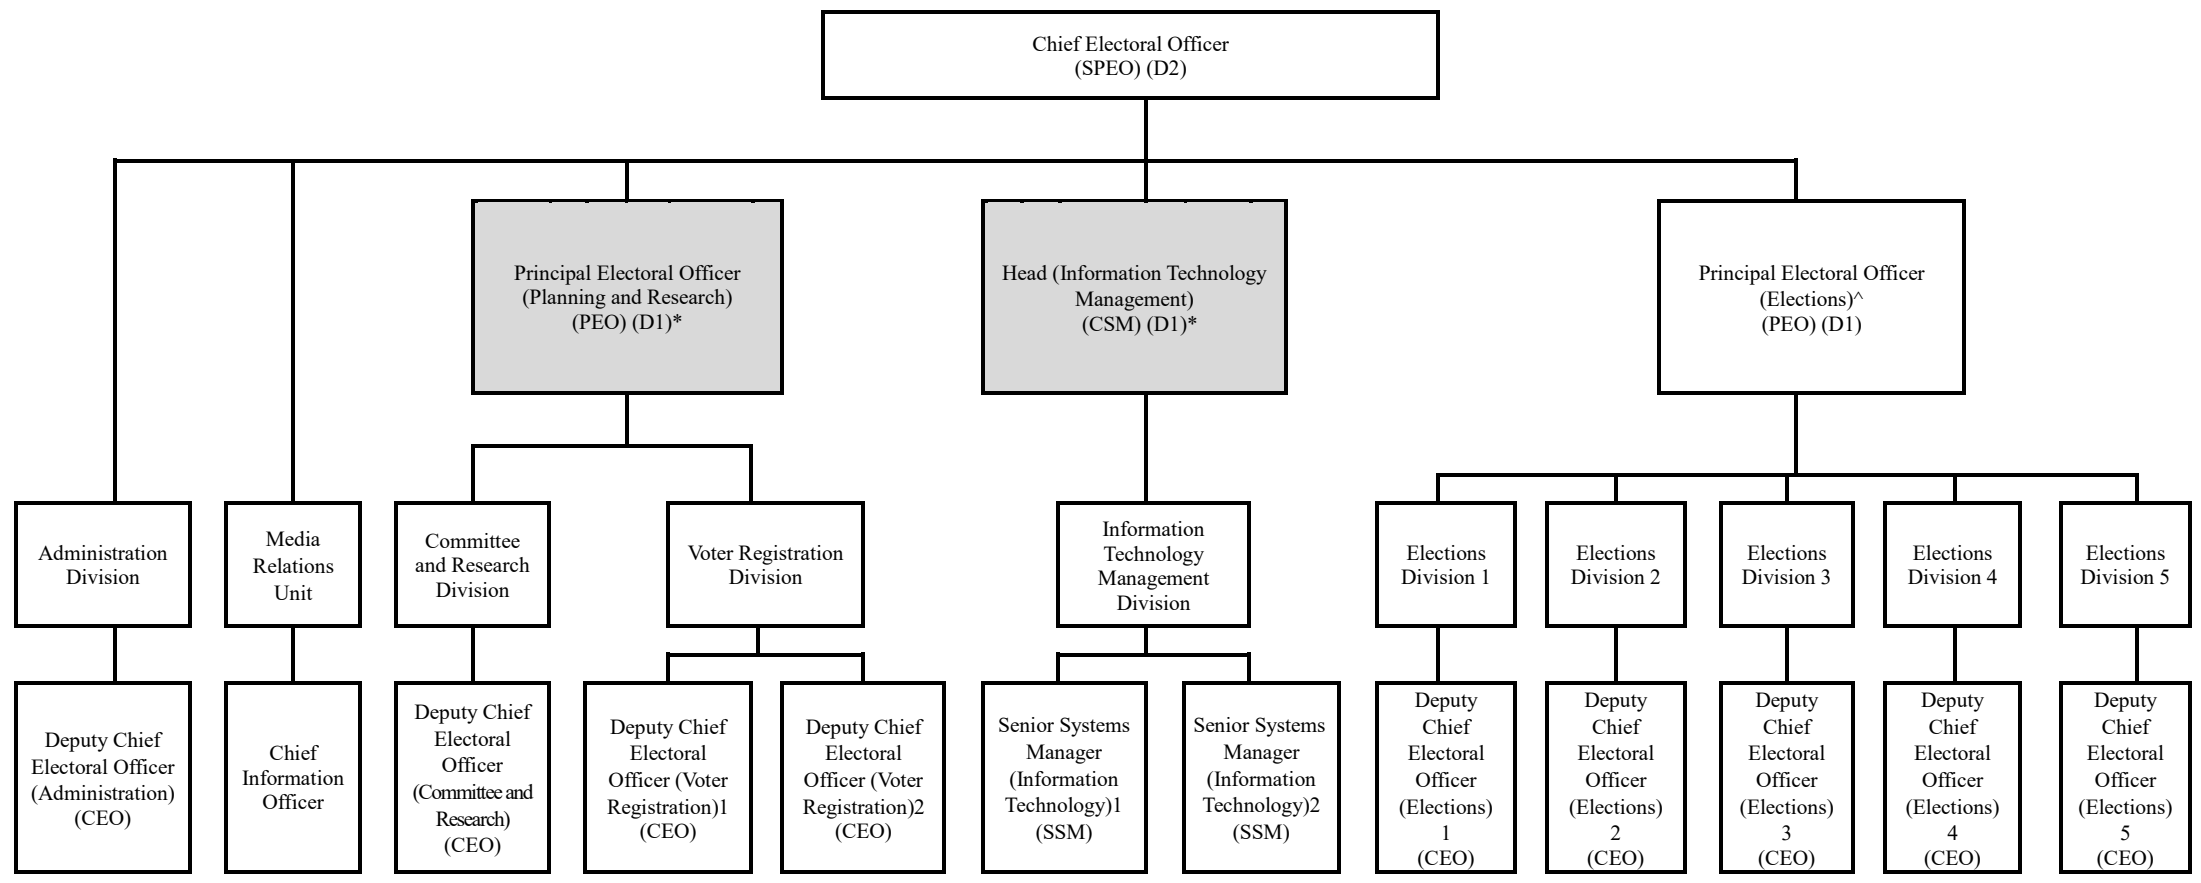 Chief Electoral Officer
(SPEO) (D2)
Principal Electoral Officer
(Planning and Research)
(PEO) (D1)*
Head (Information Technology
Management)
(CSM) (D1)*
Principal Electoral Officer
(Elections)^
(PEO) (D1)
Administration
Division
Media
Relations
Unit
Committee
and Research
Division
Voter Registration
Division
Information
Technology
Management
Division
Elections
Division 1
Elections
Division 2
Elections
Division 3
Elections
Division 4
Elections
Division 5
Deputy Chief
Electoral Officer
(Administration)
(CEO)
Chief
Information
Officer
Deputy Chief
Electoral
Officer
(Committee and
Research)
(CEO)
Deputy Chief
Electoral
Officer (Voter
Registration)1
(CEO)
Deputy Chief
Electoral
Officer (Voter
Registration)2
(CEO)
Senior Systems
Manager
(Information
Technology)1
(SSM)
Senior Systems
Manager
(Information
Technology)2
(SSM)
Deputy
Chief
Electoral
Officer
(Elections)
1
(CEO)
Deputy
Chief
Electoral
Officer
(Elections)
2
(CEO)
Deputy
Chief
Electoral
Officer
(Elections)
3
(CEO)
Deputy
Chief
Electoral
Officer
(Elections)
4
(CEO)
Deputy
Chief
Electoral
Officer
(Elections)
5
(CEO)